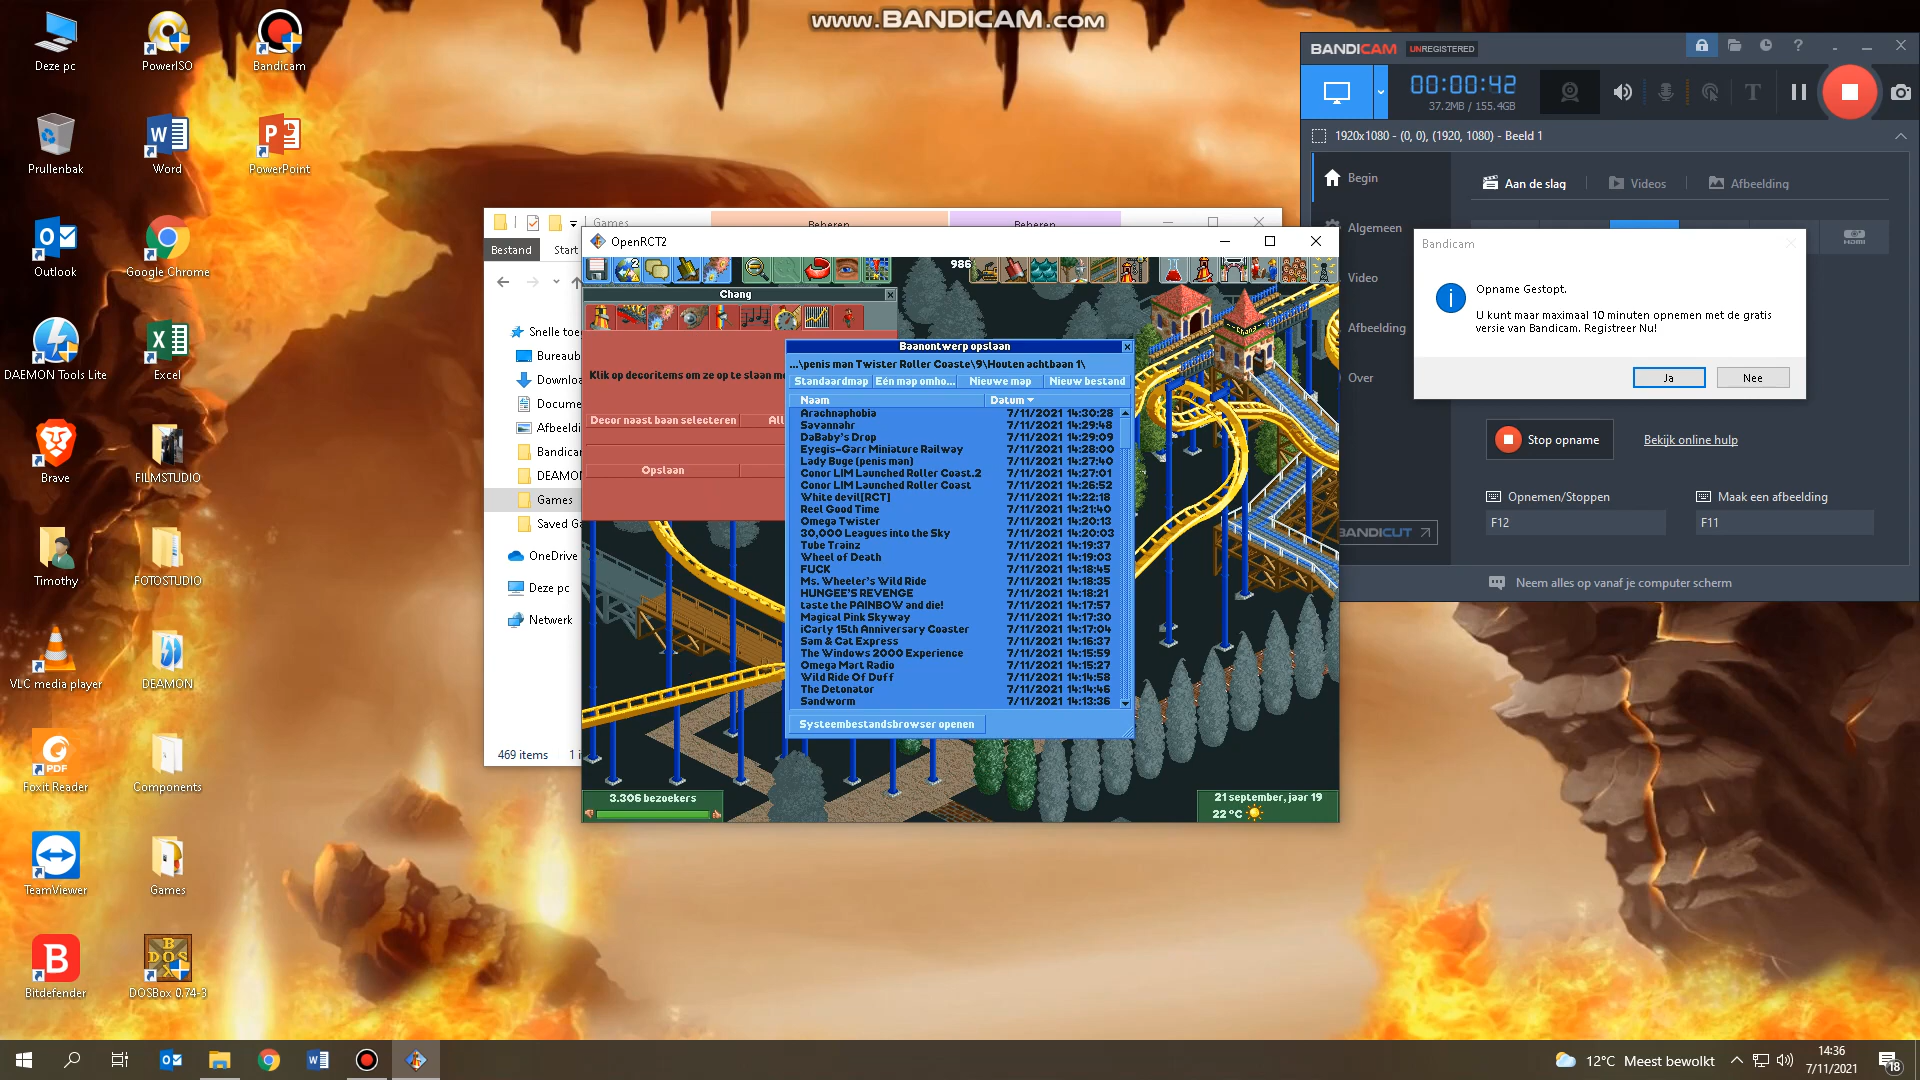 www.BANDICAM.com
Deze pc
PowerISO
Bandicam
Prullenbak
Word
PowerPoint
Outlook
Google Chrome
DAEMON Tools Lite
Excel
Brave
FILMSTUDIO
Timothy
FOTOSTUDIO
VLC media player
DEAMON
Foxit Reader
Components
TeamViewer
Games
Bitdefender
DOSBox 0.74-3
Games
Beheren
Beheren
Bestand
Start
Snelle toe
Bureaub
Downloa
Docume
Afbeeldi
Bandica
DEAMON
Games
Saved Ga
OneDrive
Deze pc
Netwerk
469 items
1 i
OpenRCT2
986
Chang
Klik op decoritems om ze op te slaan me
Decor naast baan selecteren
All
Opslaan
Baanontwerp opslaan
...\penis man Twister Roller Coaste\9\Houten achtbaan 1\
Standaardmap
Eén map omho...
Nieuwe map
Nieuw bestand
Naam
Datum
Arachnaphobia 7/11/2021 14:30:28
Savannahr 7/11/2021 14:29:48
DaBaby's Drop 7/11/2021 14:29:09
Eyegis-Garr Miniature Railway 7/11/2021 14:28:00
Lady Buge (penis man) 7/11/2021 14:27:40
Conor LIM Launched Roller Coast.2 7/11/2021 14:27:01
Conor LIM Launched Roller Coast 7/11/2021 14:26:52
White devil[RCT] 7/11/2021 14:22:18
Reel Good Time 7/11/2021 14:21:40
Omega Twister 7/11/2021 14:20:13
30,000 Leagues into the Sky 7/11/2021 14:20:03
Tube Trainz 7/11/2021 14:19:37
Wheel of Death 7/11/2021 14:19:03
FUCK 7/11/2021 14:18:45
Ms. Wheeler's Wild Ride 7/11/2021 14:18:35
HUNGEE'S REVENGE 7/11/2021 14:18:21
taste the PAINBOW and die! 7/11/2021 14:17:57
Magical Pink Skyway 7/11/2021 14:17:30
iCarly 15th Anniversary Coaster 7/11/2021 14:17:04
Sam & Cat Express 7/11/2021 14:16:37
The Windows 2000 Experience 7/11/2021 14:15:59
Omega Mart Radio 7/11/2021 14:15:27
Wild Ride Of Duff 7/11/2021 14:14:58
The Detonator 7/11/2021 14:14:46
Sandworm 7/11/2021 14:13:36
Systeembestandsbrowser openen
Chang
3.306 bezoekers
21 september, jaar 19
22 °C
BANDICAM UNREGISTERED
00:00:42
37.2MB / 155.4GB
1920x1080 - (0, 0), (1920, 1080) - Beeld 1
Begin
Algemeen
Video
Afbeelding
Over
Aan de slag
Videos
Afbeelding
HDMI
Bandicam
Opname Gestopt.
U kunt maar maximaal 10 minuten opnemen met de gratis
versie van Bandicam. Registreer Nu!
Ja
Nee
Stop opname
Bekijk online hulp
Opnemen/Stoppen
Maak een afbeelding
F12
F11
BANDICUT
Neem alles op vanaf je computer scherm
12°C Meest bewolkt
14:36
7/11/2021
18